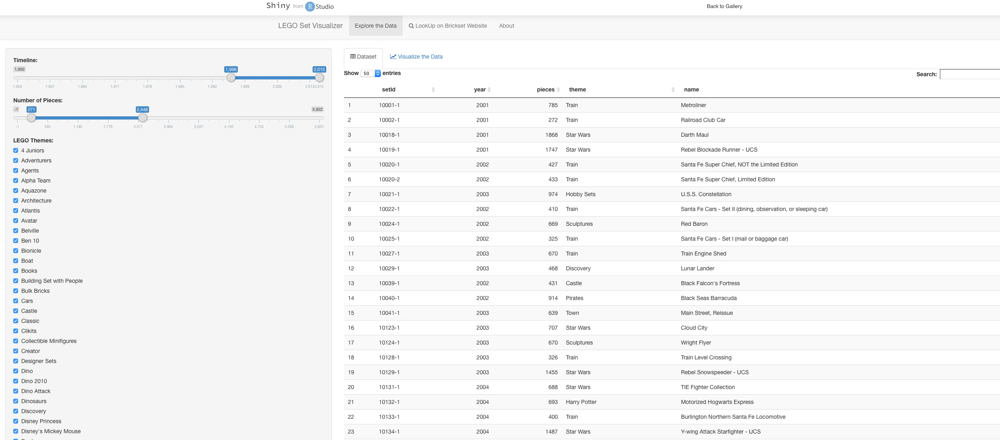 Shiny from R Studio
Back to Gallery
LEGO Set Visualizer Explore the Data LookUp on Brickset Website About
Timeline:
1,950 1,996 2,015
1,950 1,957 1,964 1,971 1,978 1,985 1,992 1,999 2,006 2,013 2,015
Number of Pieces:
-1 271 2,448 5,922
-1 592 1,185 1,778 2,371 2,964 3,557 4,150 4,743 5,336 5,922
LEGO Themes:
4 Juniors
Adventurers
Agents
Alpha Team
Aquazone
Architecture
Atlantis
Avatar
Belville
Ben 10
Bionicle
Boat
Books
Building Set with People
Bulk Bricks
Cars
Castle
Classic
Clikits
Collectible Minifigures
Creator
Designer Sets
Dino
Dino 2010
Dino Attack
Dinosaurs
Discovery
Disney Princess
Disney's Mickey Mouse
Dataset Visualize the Data
Show 50 entries
Search:
setId year pieces theme name
1 10001-1 2001 785 Train Metroliner
2 10002-1 2001 272 Train Railroad Club Car
3 10018-1 2001 1868 Star Wars Darth Maul
4 10019-1 2001 1747 Star Wars Rebel Blockade Runner - UCS
5 10020-1 2002 427 Train Santa Fe Super Chief, NOT the Limited Edition
6 10020-2 2002 433 Train Santa Fe Super Chief, Limited Edition
7 10021-1 2003 974 Hobby Sets U.S.S. Constellation
8 10022-1 2002 410 Train Santa Fe Cars - Set II (dining, observation, or sleeping car)
9 10024-1 2002 669 Sculptures Red Baron
10 10025-1 2002 325 Train Santa Fe Cars - Set I (mail or baggage car)
11 10027-1 2003 670 Train Train Engine Shed
12 10029-1 2003 468 Discovery Lunar Lander
13 10039-1 2002 431 Castle Black Falcon's Fortress
14 10040-1 2002 914 Pirates Black Seas Barracuda
15 10041-1 2003 639 Town Main Street, Reissue
16 10123-1 2003 707 Star Wars Cloud City
17 10124-1 2003 670 Sculptures Wright Flyer
18 10128-1 2003 326 Train Train Level Crossing
19 10129-1 2003 1455 Star Wars Rebel Snowspeeder - UCS
20 10131-1 2004 688 Star Wars TIE Fighter Collection
21 10132-1 2004 693 Harry Potter Motorized Hogwarts Express
22 10133-1 2004 400 Train Burlington Northern Santa Fe Locomotive
23 10134-1 2004 1487 Star Wars Y-wing Attack Starfighter - UCS